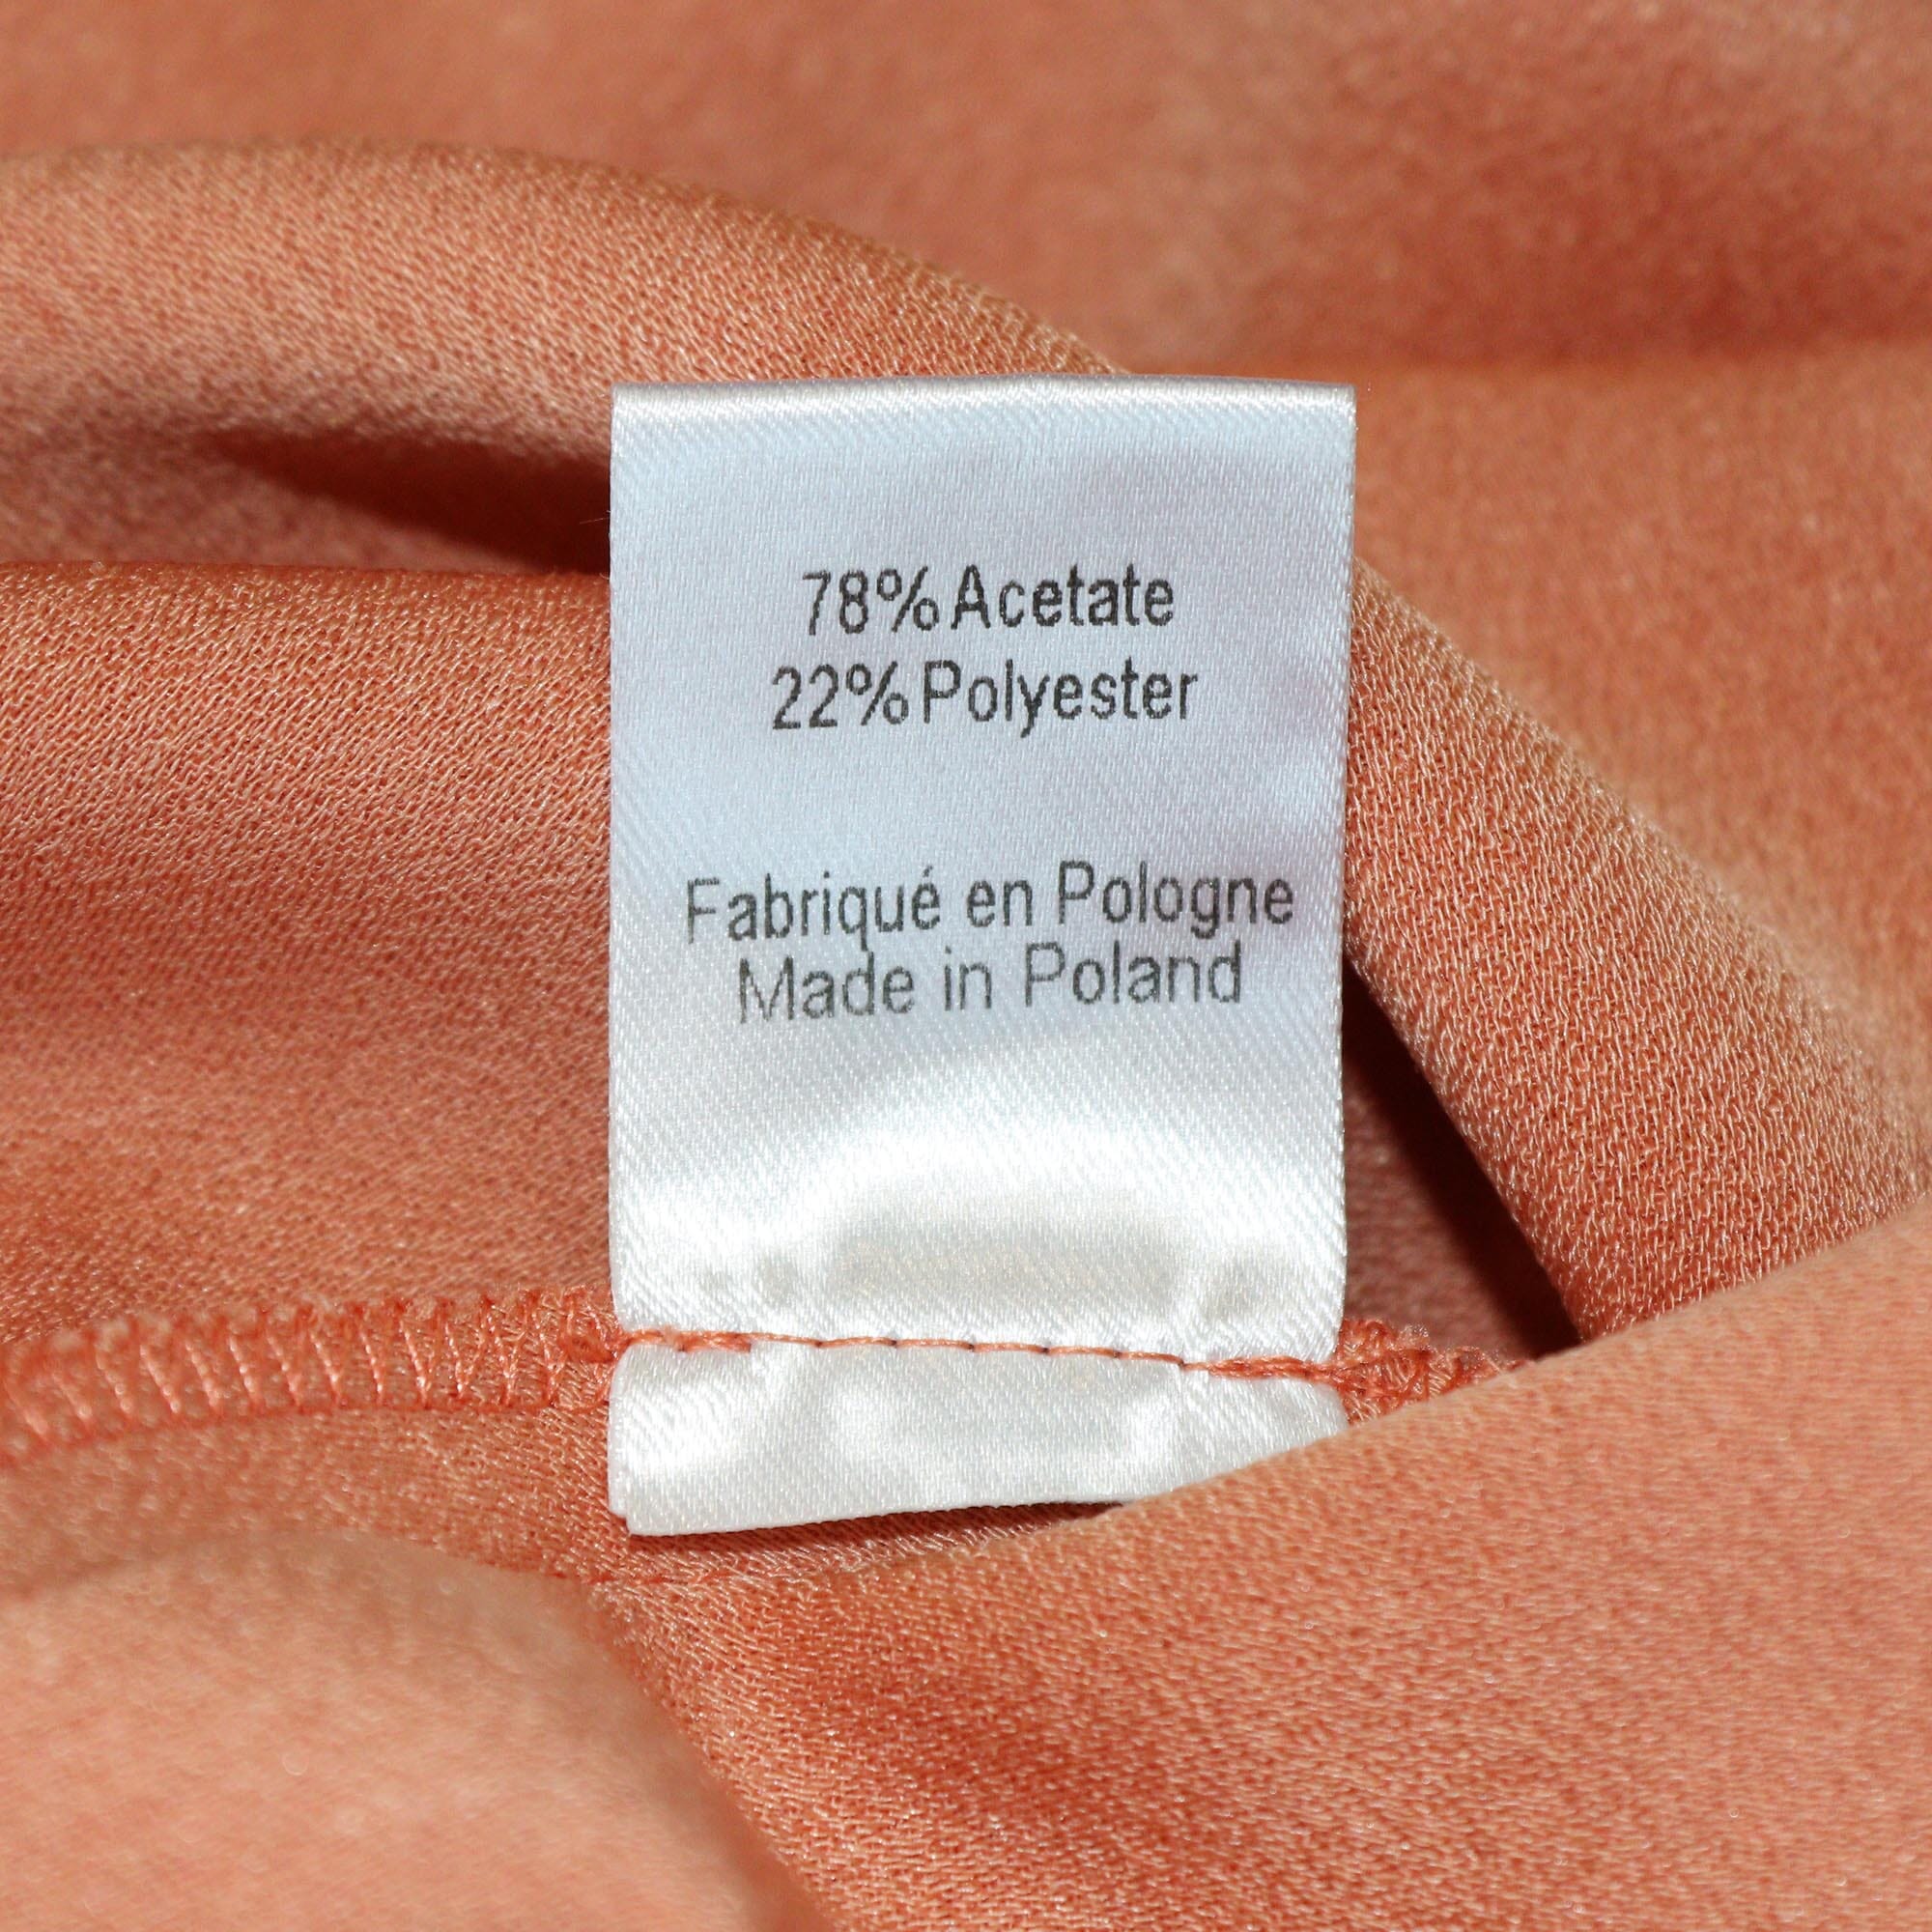 78% Acetate
22% Polyester
Fabriqué en Pologne
Made in Poland